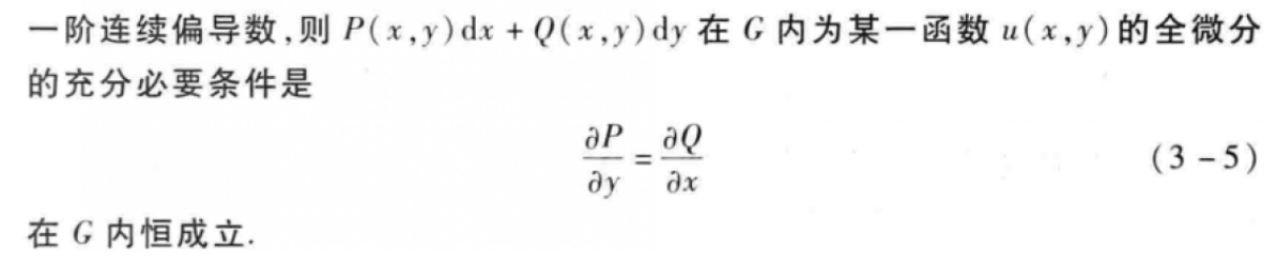 一阶连续偏导数,则 P(x,y)dx + Q(x,y)dy 在 G 内为某一函数 u(x,y)的全微分
的充分必要条件是
∂P/∂y = ∂Q/∂x (3-5)
在 G 内恒成立.